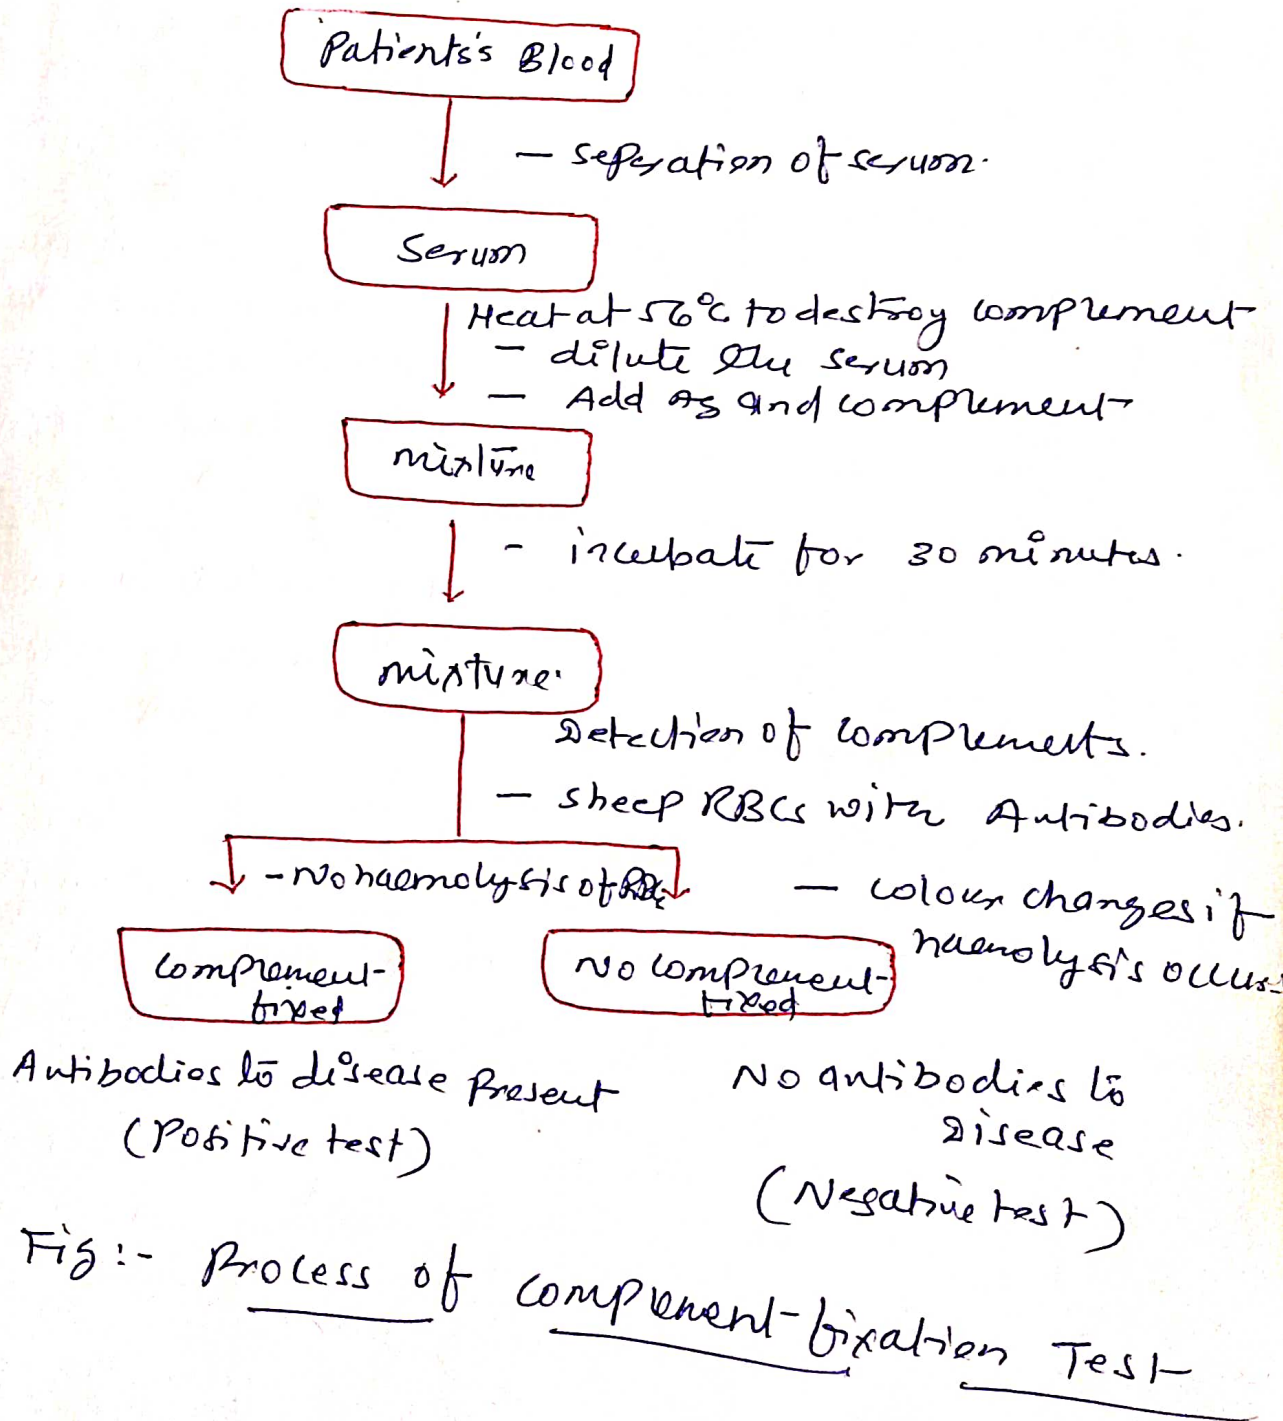 Patients's Blood
- seperation of serum.
Serum
Heat at 56°C to destroy complement
- dilute the serum
- Add Ag and complement
mixture
- incubate for 30 minutes.
mixture.
Detection of complements.
- sheep RBCs with Antibodies.
- No haemolysis of RBCs
- colour changes if
haemolysis occurs
complement
fixed
No complement
fixed
Antibodies to disease Present
(Positive test)
No antibodies to
Disease
(Negative test)
Fig:- Process of complement-fixation Test